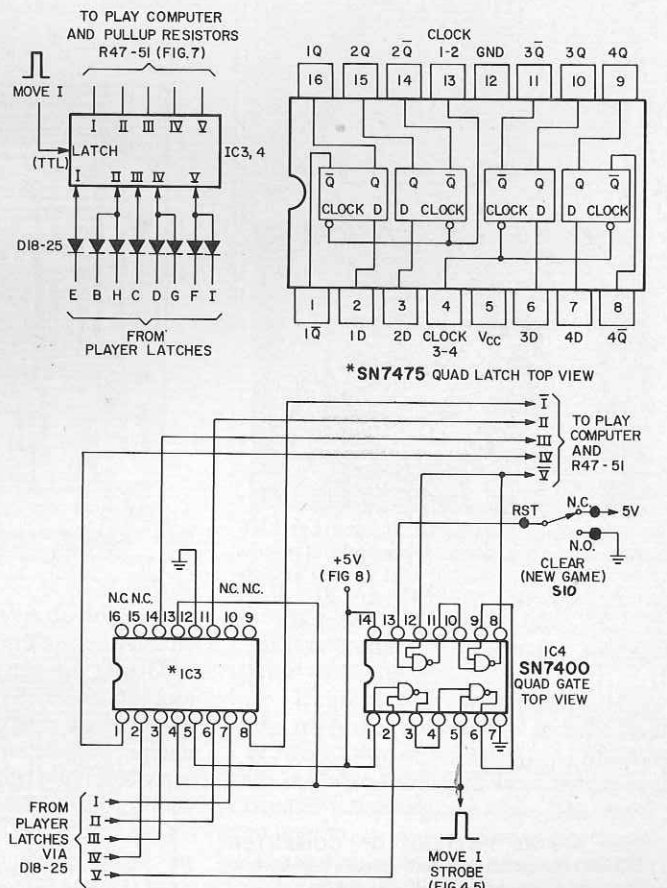 TO PLAY COMPUTER
AND PULLUP RESISTORS
R47-51 (FIG.7)
MOVE I
I II III IV V
(TTL)
LATCH
IC3, 4
I II III IV V
D18-25
E B H C D G F I
FROM
PLAYER LATCHES
CLOCK
1Q 2Q 2Q̅ 1-2 GND 3Q̅ 3Q 4Q
16 15 14 13 12 11 10 9
Q̅ Q Q Q̅ Q̅ Q Q Q̅
CLOCK D D CLOCK CLOCK D D CLOCK
1 2 3 4 5 6 7 8
1Q̅ 1D 2D CLOCK VCC 3D 4D 4Q̅
3-4
*SN7475 QUAD LATCH TOP VIEW
I̅
II
III
IV
V̅
TO PLAY
COMPUTER
AND
R47-51
RST
N.C.
5V
N.O.
CLEAR
(NEW GAME)
S10
+5V
(FIG 8)
N.C. N.C. N.C. N.C.
16 15 14 13 12 11 10 9
*IC3
1 2 3 4 5 6 7 8
14 13 12 11 10 9 8
IC4
SN7400
QUAD GATE
TOP VIEW
1 2 3 4 5 6 7
FROM
PLAYER
LATCHES
VIA
D18-25
I
II
III
IV
V
MOVE I
STROBE
(FIG 4,5)